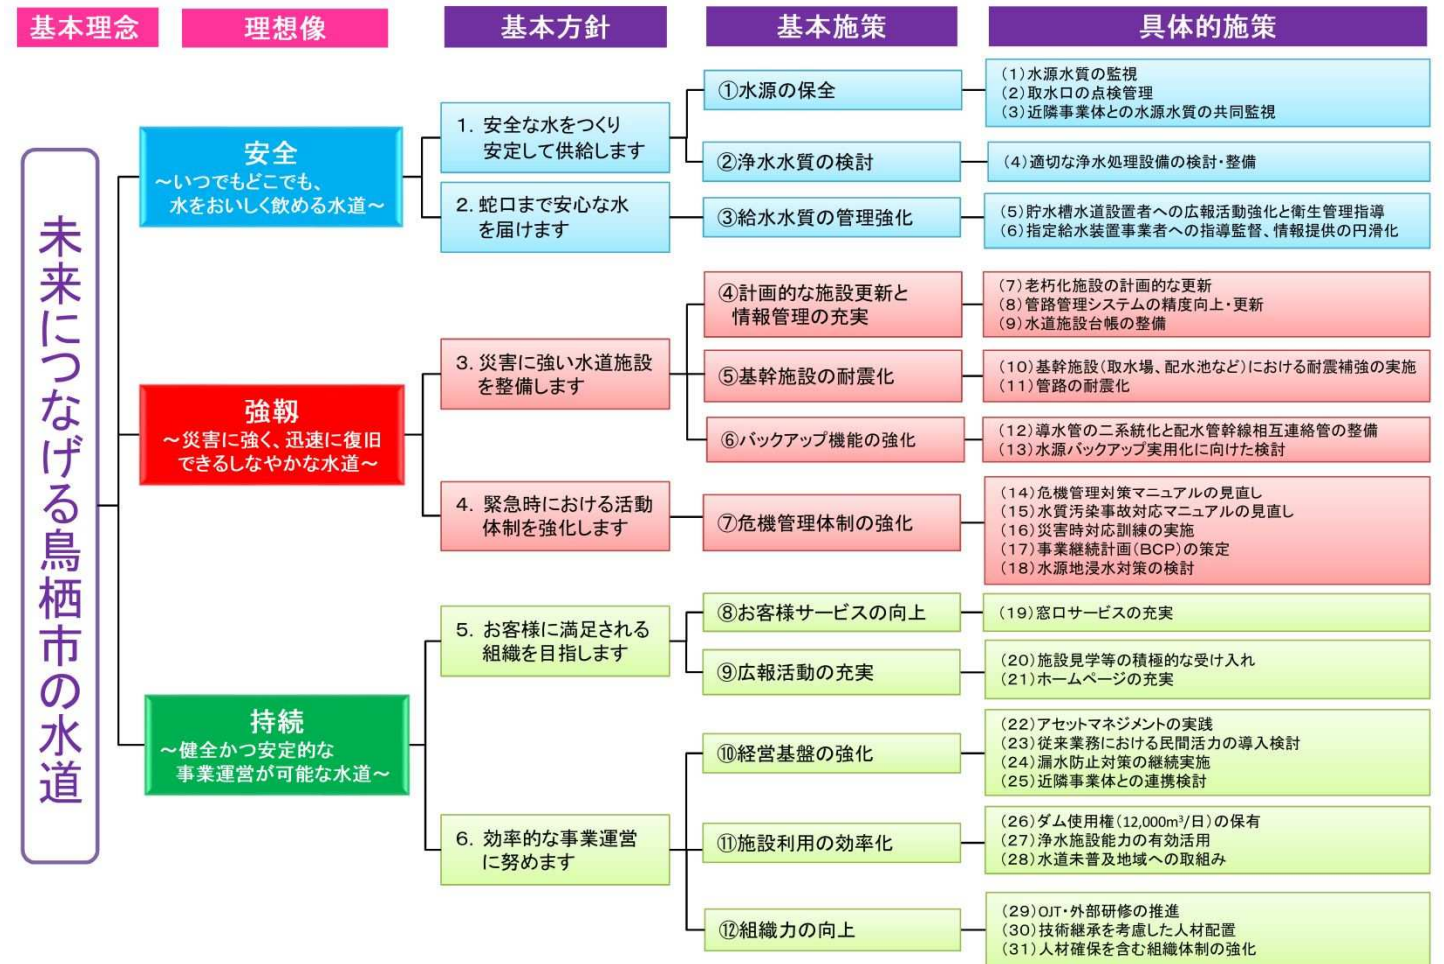 基本理念
理想像
基本方針
基本施策
具体的施策
未来につなげる鳥栖市の水道
安全
～いつでもどこでも、
水をおいしく飲める水道～
1. 安全な水をつくり
安定して供給します
①水源の保全
(1)水源水質の監視
(2)取水口の点検管理
(3)近隣事業体との水源水質の共同監視
②浄水水質の検討
(4)適切な浄水処理設備の検討・整備
2. 蛇口まで安心な水
を届けます
③給水水質の管理強化
(5)貯水槽水道設置者への広報活動強化と衛生管理指導
(6)指定給水装置事業者への指導監督、情報提供の円滑化
強靱
～災害に強く、迅速に復旧
できるしなやかな水道～
3. 災害に強い水道施設
を整備します
④計画的な施設更新と
情報管理の充実
(7)老朽化施設の計画的な更新
(8)管路管理システムの精度向上・更新
(9)水道施設台帳の整備
⑤基幹施設の耐震化
(10)基幹施設(取水場、配水池など)における耐震補強の実施
(11)管路の耐震化
⑥バックアップ機能の強化
(12)導水管の二系統化と配水管幹線相互連絡管の整備
(13)水源バックアップ実用化に向けた検討
4. 緊急時における活動
体制を強化します
⑦危機管理体制の強化
(14)危機管理対策マニュアルの見直し
(15)水質汚染事故対応マニュアルの見直し
(16)災害時対応訓練の実施
(17)事業継続計画(BCP)の策定
(18)水源地浸水対策の検討
持続
～健全かつ安定的な
事業運営が可能な水道～
5. お客様に満足される
組織を目指します
⑧お客様サービスの向上
(19)窓口サービスの充実
⑨広報活動の充実
(20)施設見学等の積極的な受け入れ
(21)ホームページの充実
6. 効率的な事業運営
に努めます
⑩経営基盤の強化
(22)アセットマネジメントの実践
(23)従来業務における民間活力の導入検討
(24)漏水防止対策の継続実施
(25)近隣事業体との連携検討
⑪施設利用の効率化
(26)ダム使用権(12,000m³/日)の保有
(27)浄水施設能力の有効活用
(28)水道未普及地域への取組み
⑫組織力の向上
(29)OJT・外部研修の推進
(30)技術継承を考慮した人材配置
(31)人材確保を含む組織体制の強化